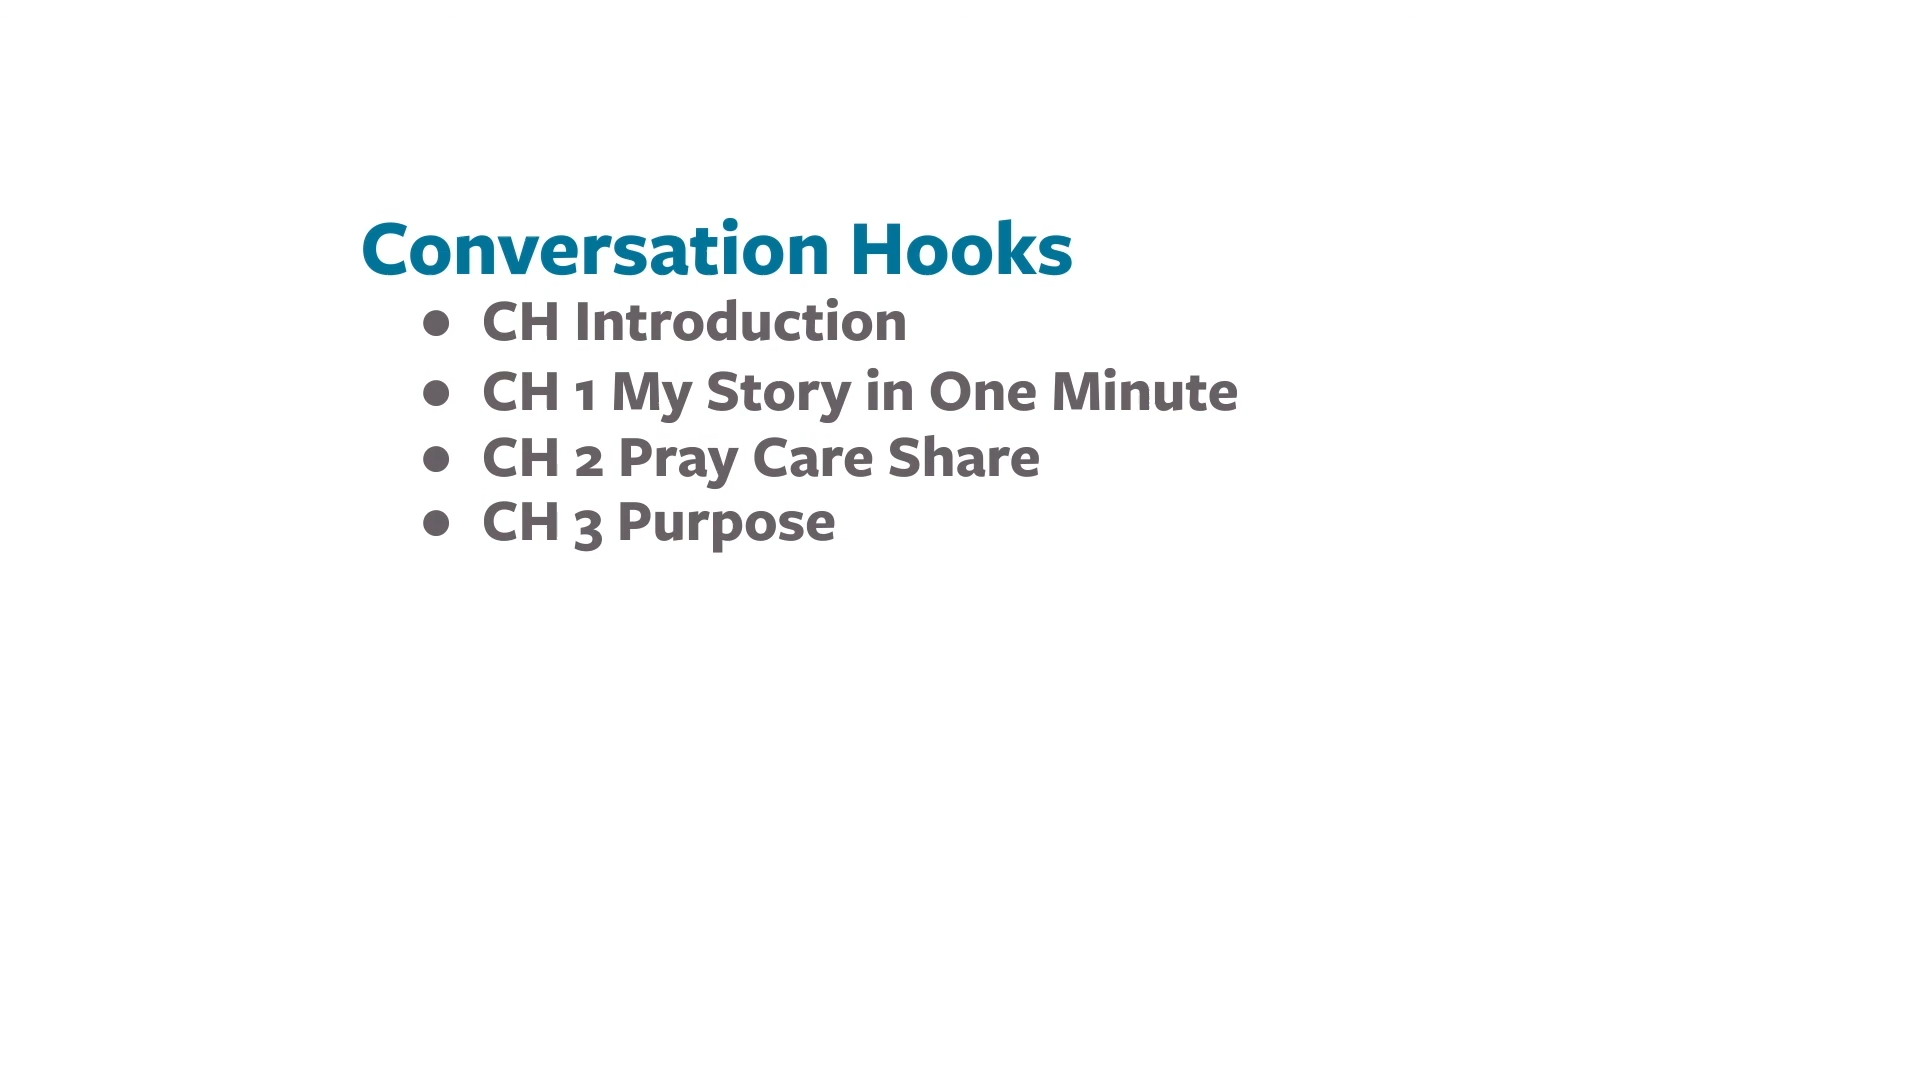 Conversation Hooks
● CH Introduction
● CH 1 My Story in One Minute
● CH 2 Pray Care Share
● CH 3 Purpose